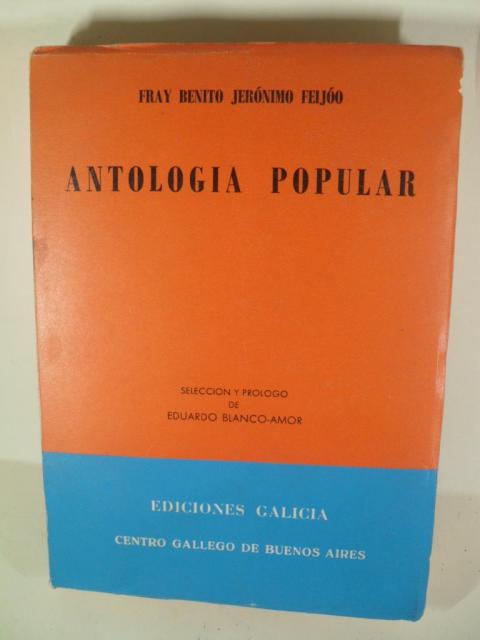 FRAY BENITO JERÓNIMO FEIJÓO
ANTOLOGIA POPULAR
SELECCION Y PROLOGO
DE
EDUARDO BLANCO-AMOR
EDICIONES GALICIA
CENTRO GALLEGO DE BUENOS AIRES